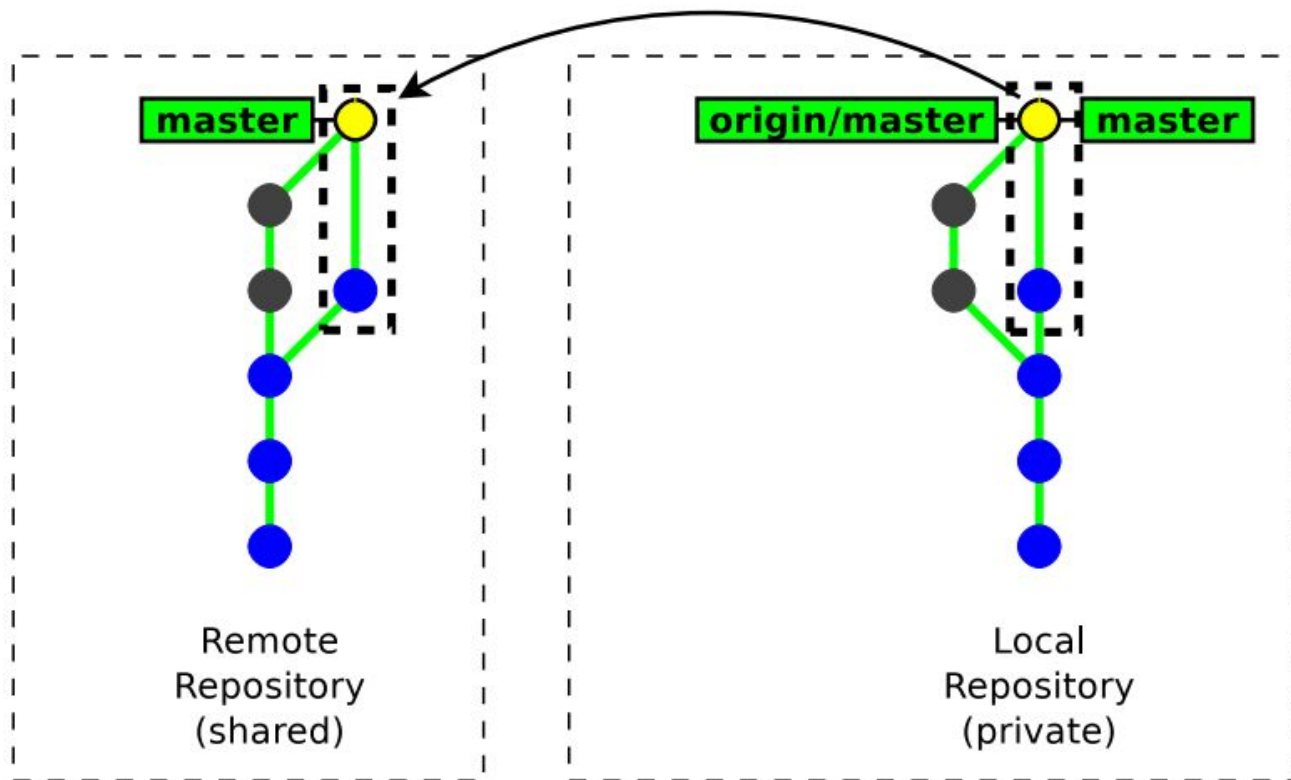 master
origin/master
master
Remote
Repository
(shared)
Local
Repository
(private)